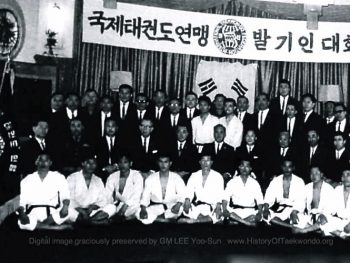 국제태권도연맹 발기인 대회
Digital image graciously preserved by GM LEE Yoo-Sun www.HistoryOfTaekwondo.org